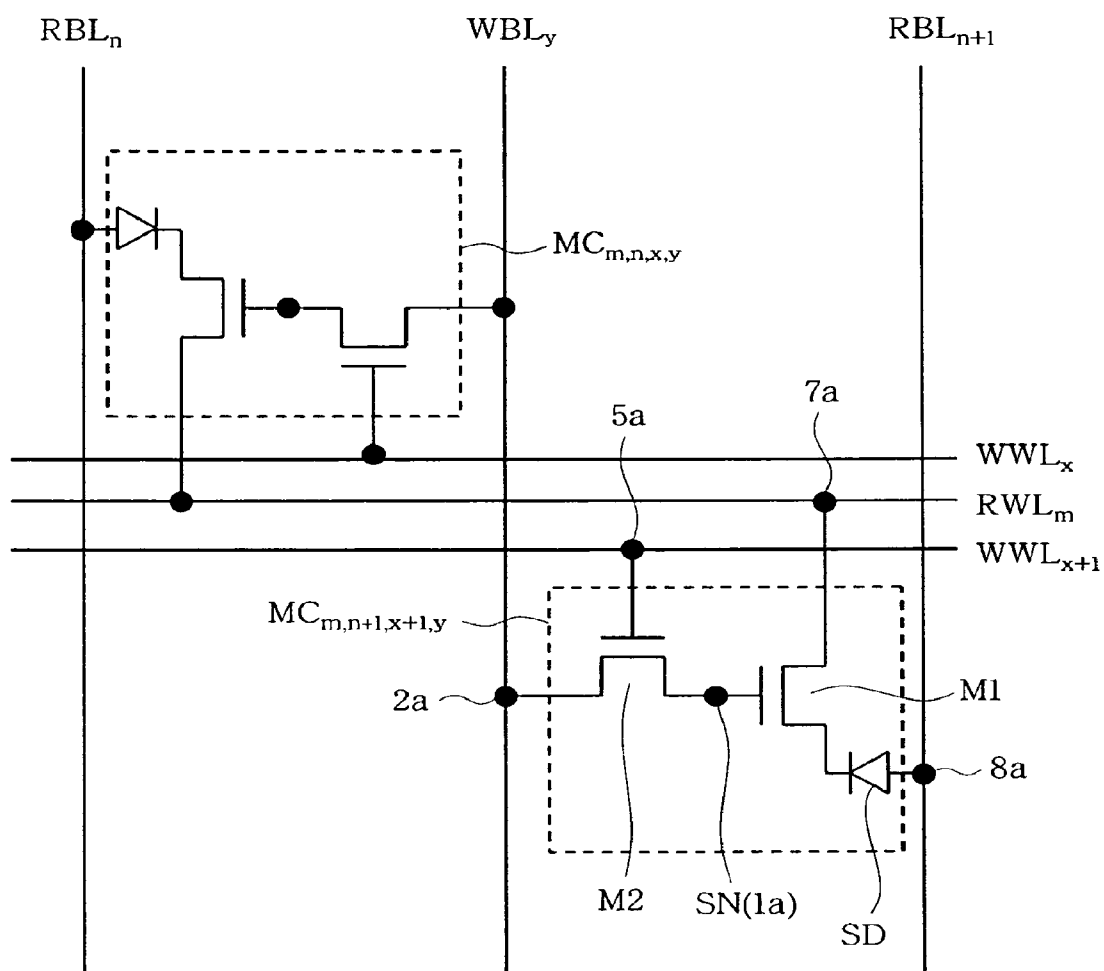 RBLn
WBLy
RBLn+1
MCm,n,x,y
5a
7a
WWLx
RWLm
WWLx+1
MCm,n+1,x+1,y
2a
M1
8a
M2
SN(1a)
SD